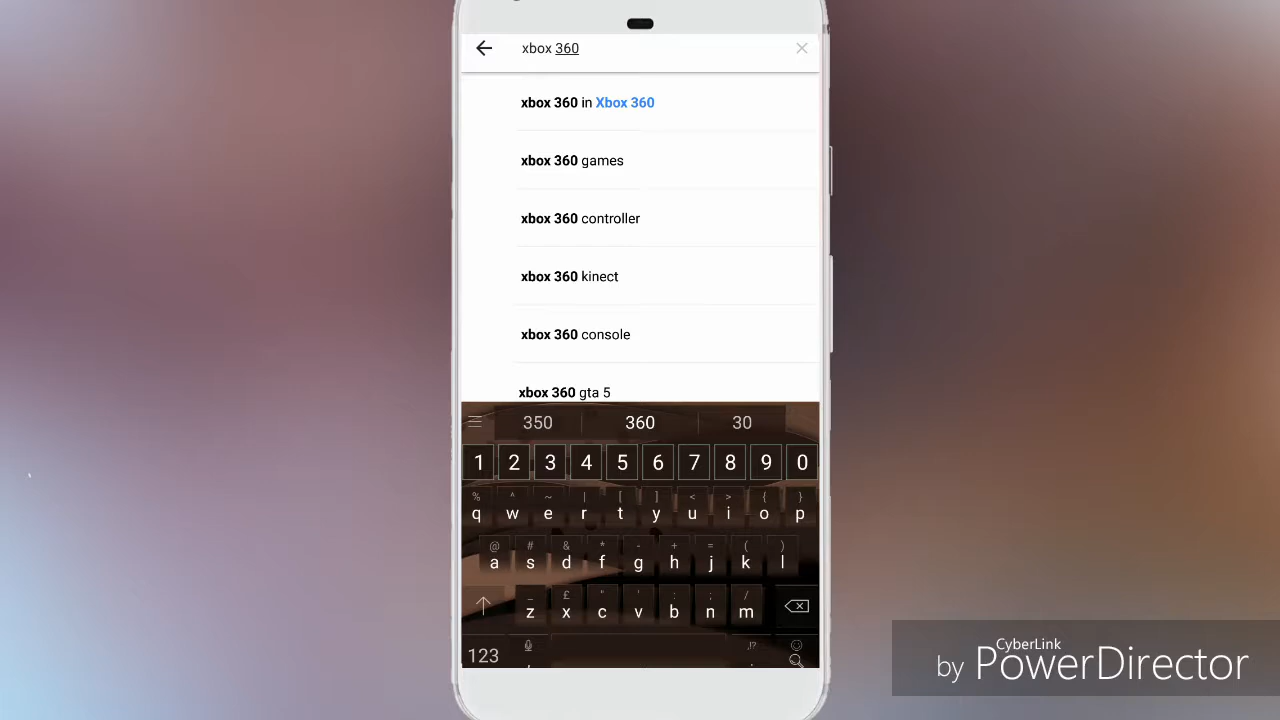 xbox 360
xbox 360 in Xbox 360
xbox 360 games
xbox 360 controller
xbox 360 kinect
xbox 360 console
xbox 360 gta 5
350 360 30
1 2 3 4 5 6 7 8 9 0
% ^ ~ | [ ] < > { }
q w e r t y u i o p
@ # & * - + = ( )
a s d f g h j k l
_ £ " ' : ; /
z x c v b n m
,!?
123 , .
CyberLink
by PowerDirector